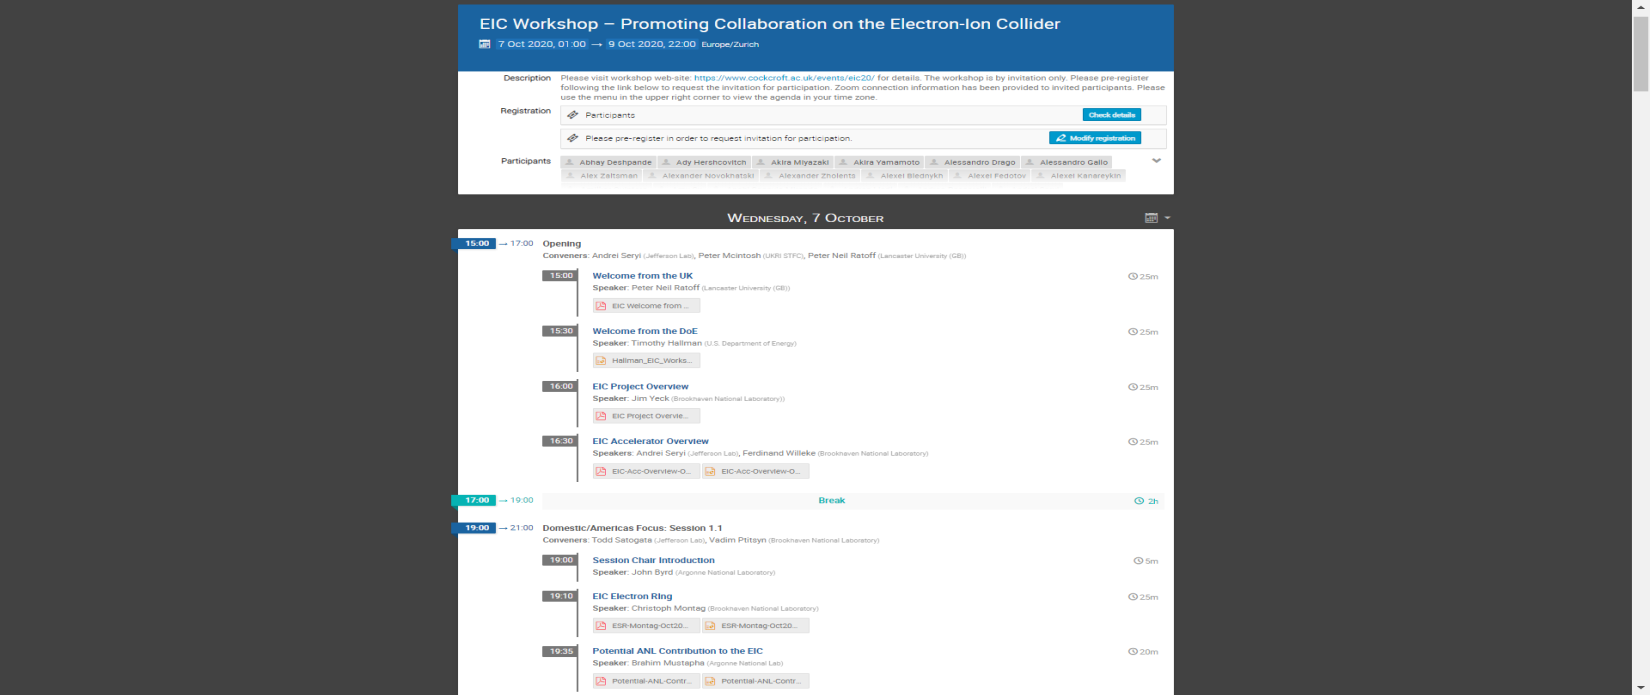 EIC Workshop – Promoting Collaboration on the Electron-Ion Collider
7 Oct 2020, 01:00 → 9 Oct 2020, 22:00 Europe/Zurich
Description Please visit workshop web-site: https://www.cockcroft.ac.uk/events/eic20/ for details. The workshop is by invitation only. Please pre-register
following the link below to request the invitation for participation. Zoom connection information has been provided to invited participants. Please
use the menu in the upper right corner to view the agenda in your time zone.
Registration Participants Check details
Please pre-register in order to request invitation for participation. Modify registration
Participants Abhay Deshpande Ady Hershcovitch Akira Miyazaki Akira Yamamoto Alessandro Drago Alessandro Gallo
Alex Zaltsman Alexander Novokhatski Alexander Zholents Alexei Blednykh Alexei Fedotov Alexei Kanareykin
Wednesday, 7 October
15:00 → 17:00 Opening
Conveners: Andrei Seryi (Jefferson Lab), Peter Mcintosh (UKRI STFC), Peter Neil Ratoff (Lancaster University (GB))
15:00 Welcome from the UK 25m
Speaker: Peter Neil Ratoff (Lancaster University (GB))
EIC Welcome from ...
15:30 Welcome from the DoE 25m
Speaker: Timothy Hallman (U.S. Department of Energy)
Hallman_EIC_Works...
16:00 EIC Project Overview 25m
Speaker: Jim Yeck (Brookhaven National Laboratory))
EIC Project Overvie...
16:30 EIC Accelerator Overview 25m
Speakers: Andrei Seryi (Jefferson Lab), Ferdinand Willeke (Brookhaven National Laboratory)
EIC-Acc-Overview-O... EIC-Acc-Overview-O...
17:00 → 19:00 Break 2h
19:00 → 21:00 Domestic/Americas Focus: Session 1.1
Conveners: Todd Satogata (Jefferson Lab), Vadim Ptitsyn (Brookhaven National Laboratory)
19:00 Session Chair Introduction 5m
Speaker: John Byrd (Argonne National Laboratory)
19:10 EIC Electron RIng 25m
Speaker: Christoph Montag (Brookhaven National Laboratory)
ESR-Montag-Oct20... ESR-Montag-Oct20...
19:35 Potential ANL Contribution to the EIC 20m
Speaker: Brahim Mustapha (Argonne National Lab)
Potential-ANL-Contr... Potential-ANL-Contr...